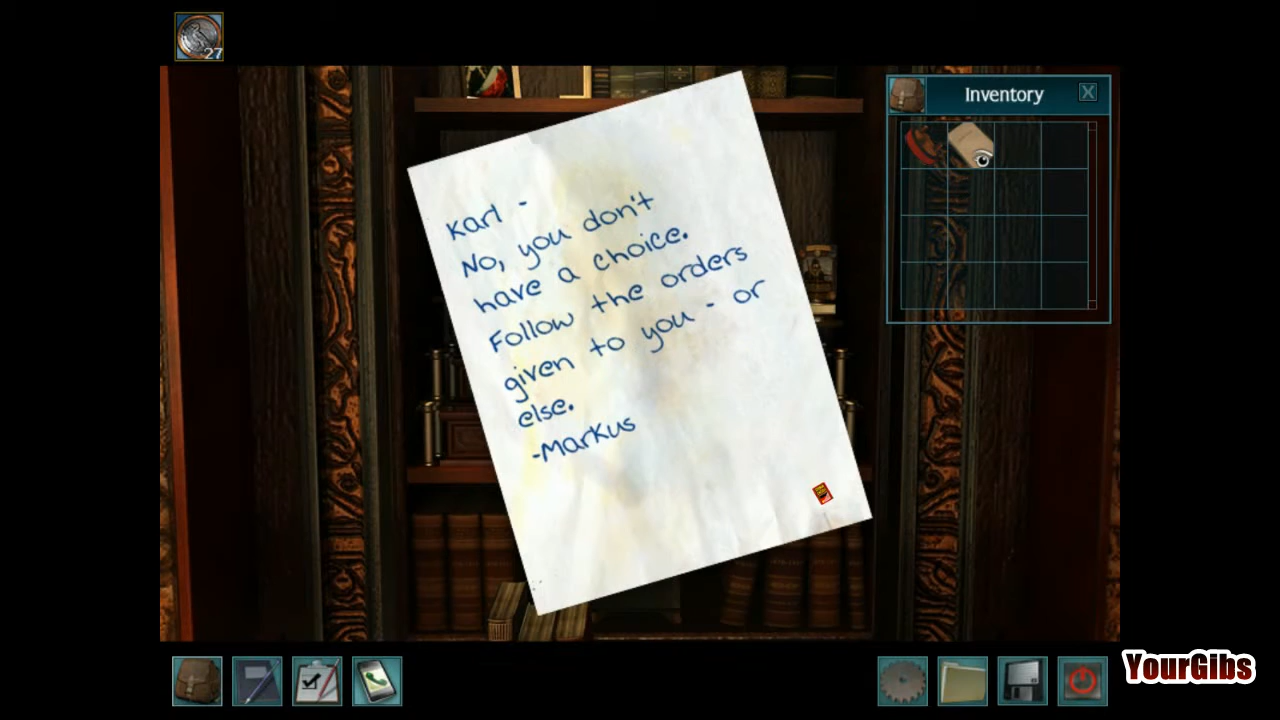 27
Inventory
X
Karl -
No, you don't
have a choice.
Follow the orders
given to you - or
else.
-Markus
YourGibs